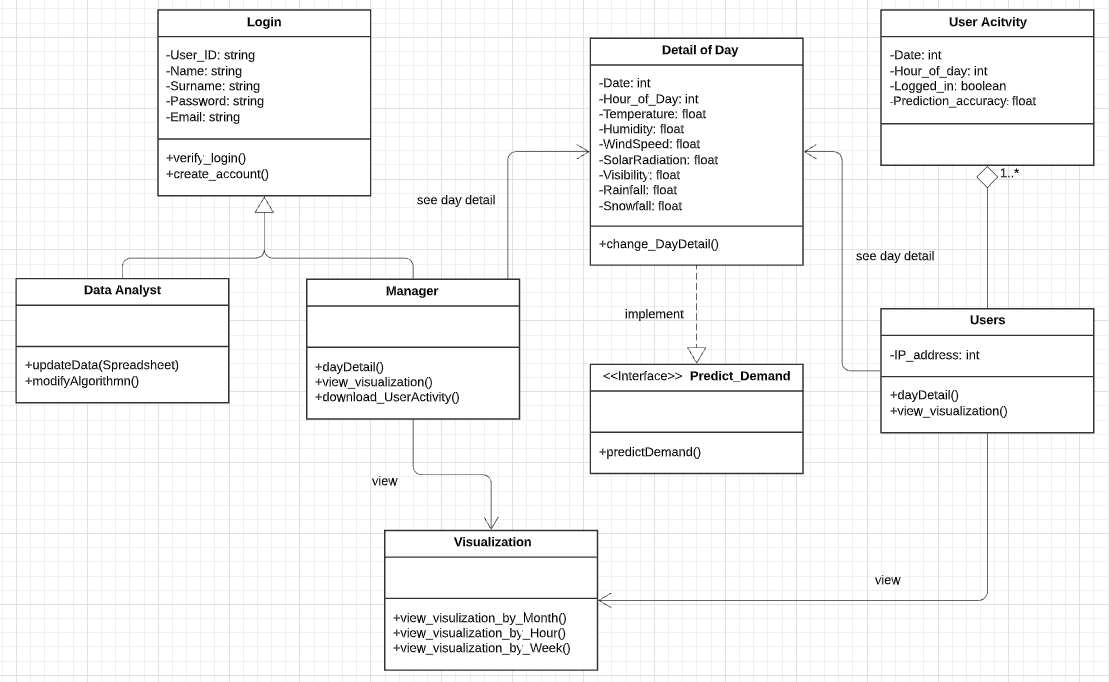 Login
-User_ID: string
-Name: string
-Surname: string
-Password: string
-Email: string
+verify_login()
+create_account()
Detail of Day
-Date: int
-Hour_of_Day: int
-Temperature: float
-Humidity: float
-WindSpeed: float
-SolarRadiation: float
-Visibility: float
-Rainfall: float
-Snowfall: float
+change_DayDetail()
User Acitvity
-Date: int
-Hour_of_day: int
-Logged_in: boolean
-Prediction_accuracy: float
1..*
see day detail
see day detail
Data Analyst
+updateData(Spreadsheet)
+modifyAlgorithmn()
Manager
+dayDetail()
+view_visualization()
+download_UserActivity()
implement
<<Interface>> Predict_Demand
+predictDemand()
Users
-IP_address: int
+dayDetail()
+view_visualization()
view
Visualization
+view_visulization_by_Month()
+view_visualization_by_Hour()
+view_visualization_by_Week()
view